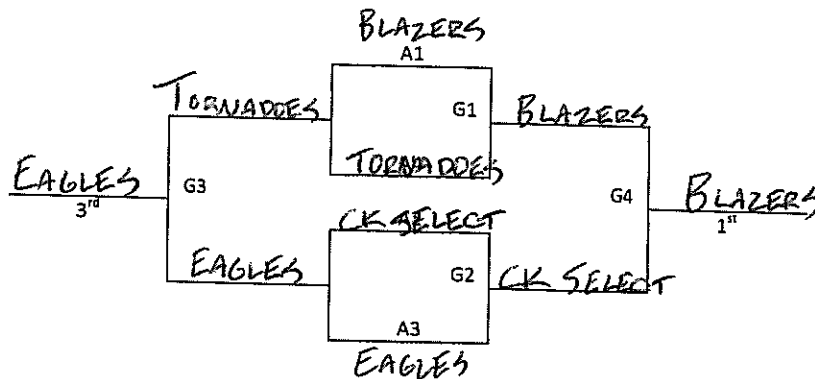 BLAZERS
A1
TORNADOES
G1
BLAZERS
TORNADOES
EAGLES
3rd
G3
G4
BLAZERS
1st
CK SELECT
EAGLES
G2
CK SELECT
A3
EAGLES